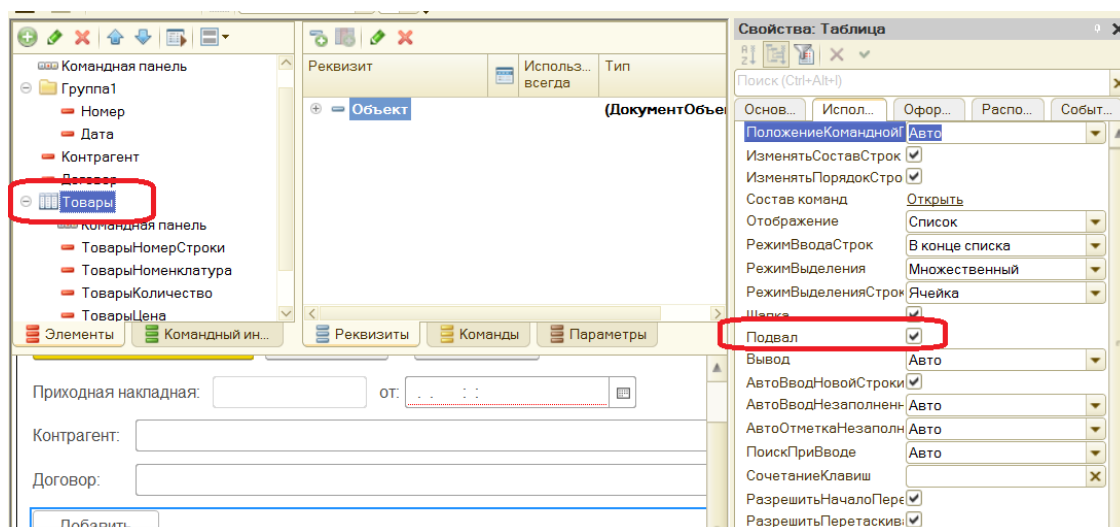 Командная панель
Группа1
Номер
Дата
Контрагент
Договор
Товары
Командная панель
ТоварыНомерСтроки
ТоварыНоменклатура
ТоварыКоличество
ТоварыЦена
Элементы
Командный ин...
Реквизит
Использ...
всегда
Тип
Объект
(ДокументОбъе
Реквизиты
Команды
Параметры
Приходная накладная:
от:
. . : :
Контрагент:
Договор:
Добавить
Свойства: Таблица
Поиск (Ctrl+Alt+I)
Основ...
Испол...
Офор...
Распо...
Событ...
ПоложениеКомандной
Авто
ИзменятьСоставСтрок
ИзменятьПорядокСтро
Состав команд
Открыть
Отображение
Список
РежимВводаСтрок
В конце списка
РежимВыделения
Множественный
РежимВыделенияСтрок
Ячейка
Шапка
Подвал
Вывод
Авто
АвтоВводНовойСтроки
АвтоВводНезаполненн
Авто
АвтоОтметкаНезаполн
Авто
ПоискПриВводе
Авто
СочетаниеКлавиш
РазрешитьНачалоПере
РазрешитьПеретаскив